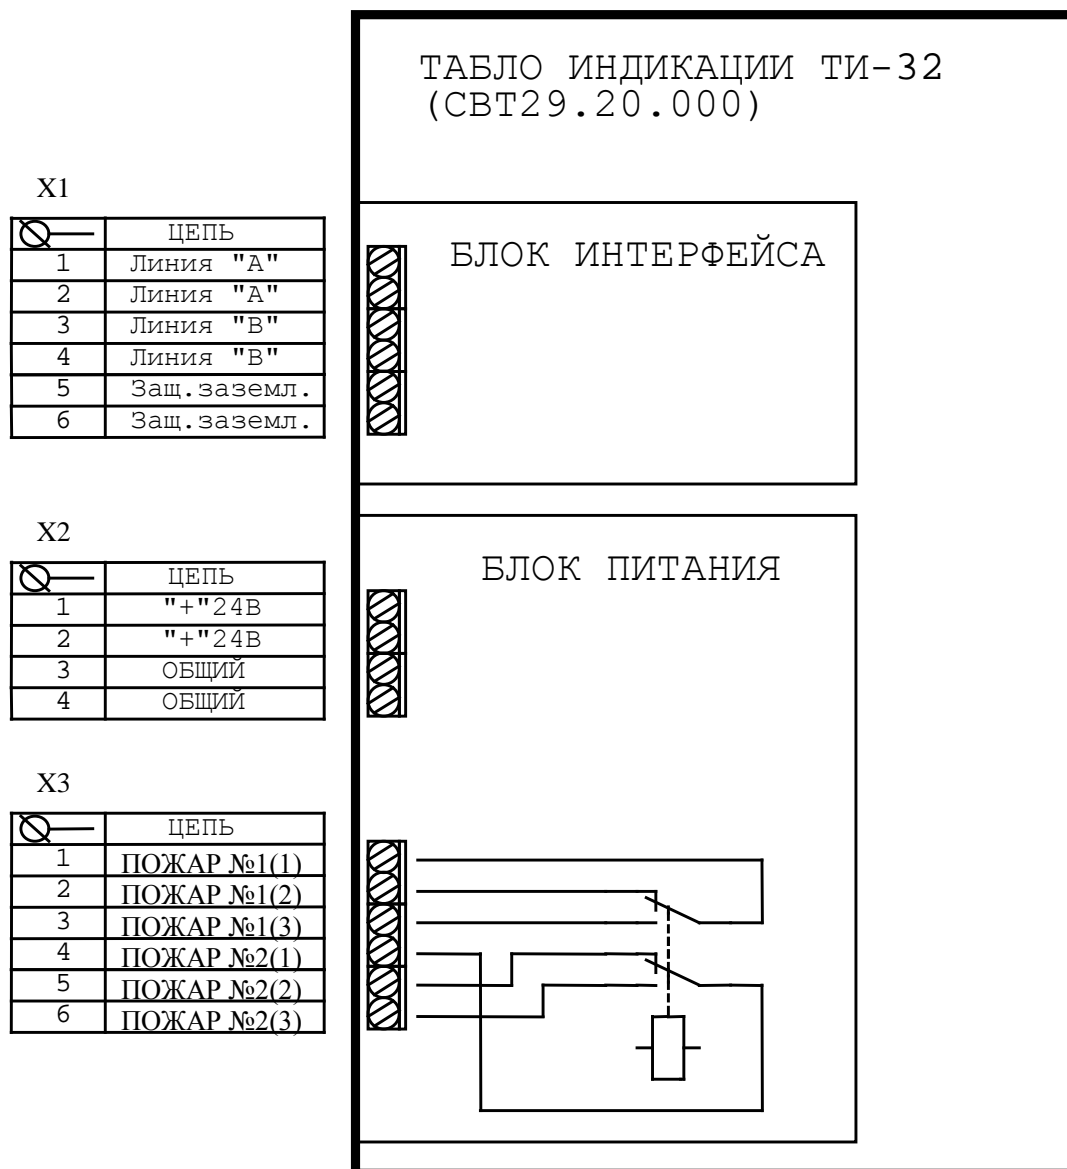 ТАБЛО ИНДИКАЦИИ ТИ-32
(СВТ29.20.000)
X1
ЦЕПЬ
1 Линия "А"
2 Линия "А"
3 Линия "В"
4 Линия "В"
5 Защ.заземл.
6 Защ.заземл.
БЛОК ИНТЕРФЕЙСА
X2
ЦЕПЬ
1 "+"24В
2 "+"24В
3 ОБЩИЙ
4 ОБЩИЙ
БЛОК ПИТАНИЯ
X3
ЦЕПЬ
1 ПОЖАР №1(1)
2 ПОЖАР №1(2)
3 ПОЖАР №1(3)
4 ПОЖАР №2(1)
5 ПОЖАР №2(2)
6 ПОЖАР №2(3)